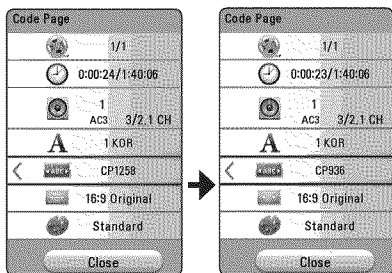 Code Page
1/1
0:00:24/1:40:06
1
AC3 3/2.1 CH
A 1 KOR
CP1258
16:9 Original
Standard
Close
Code Page
1/1
0:00:23/1:40:06
1
AC3 3/2.1 CH
A 1 KOR
CP936
16:9 Original
Standard
Close